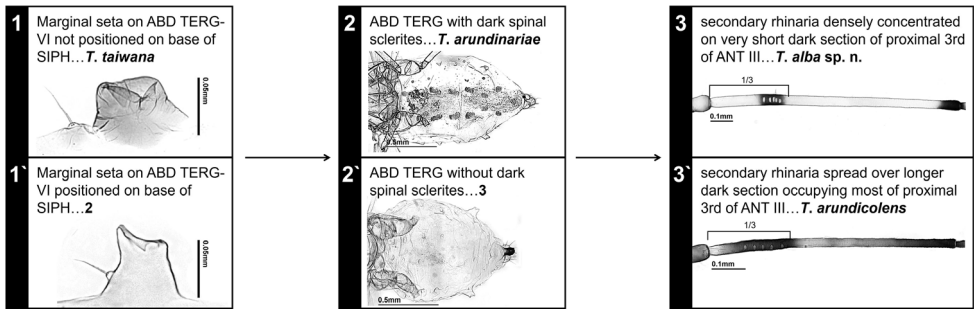 1
Marginal seta on ABD TERG-
VI not positioned on base of
SIPH…T. taiwana
0.05mm
1`
Marginal seta on ABD TERG-
VI positioned on base of
SIPH…2
0.05mm
2
ABD TERG with dark spinal
sclerites…T. arundinariae
0.5mm
2`
ABD TERG without dark
spinal sclerites…3
0.5mm
3
secondary rhinaria densely concentrated
on very short dark section of proximal 3rd
of ANT III…T. alba sp. n.
1/3
0.1mm
3`
secondary rhinaria spread over longer
dark section occupying most of proximal
3rd of ANT III…T. arundicolens
1/3
0.1mm